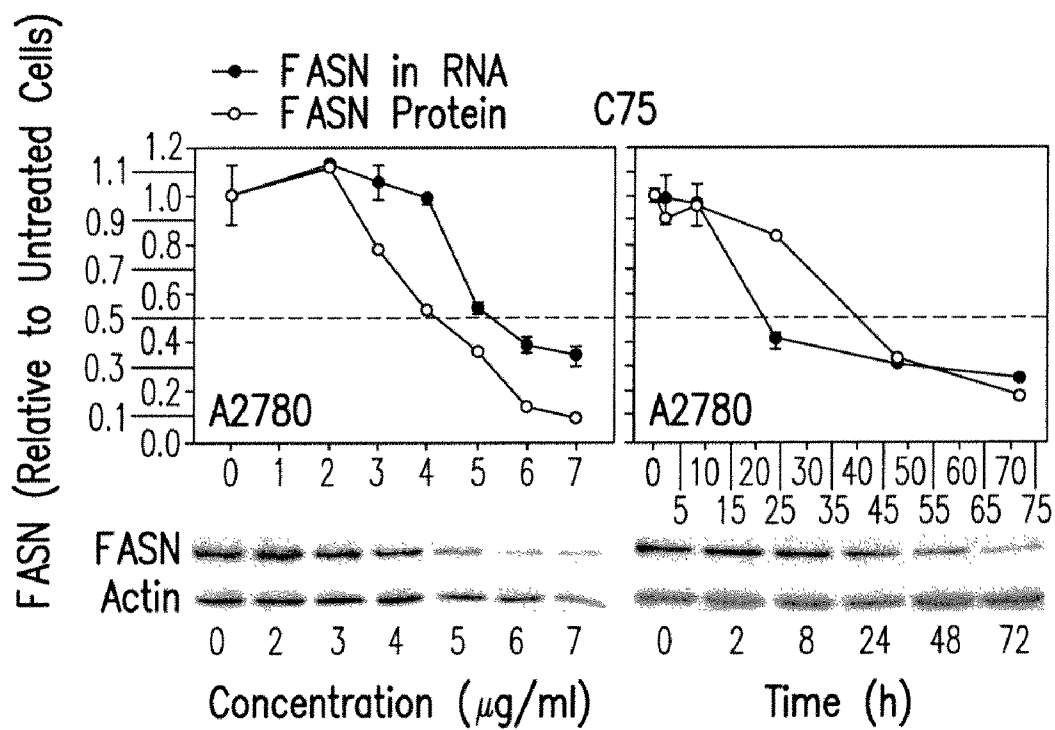 FASN (Relative to Untreated Cells)
FASN in RNA
FASN Protein
C75
1.2
1.1
1.0
0.9
0.8
0.7
0.6
0.5
0.4
0.3
0.2
0.1
0.0
A2780
A2780
0 1 2 3 4 5 6 7
0 10 20 30 40 50 60 70
5 15 25 35 45 55 65 75
FASN
Actin
0 2 3 4 5 6 7
0 2 8 24 48 72
Concentration (μg/ml)
Time (h)